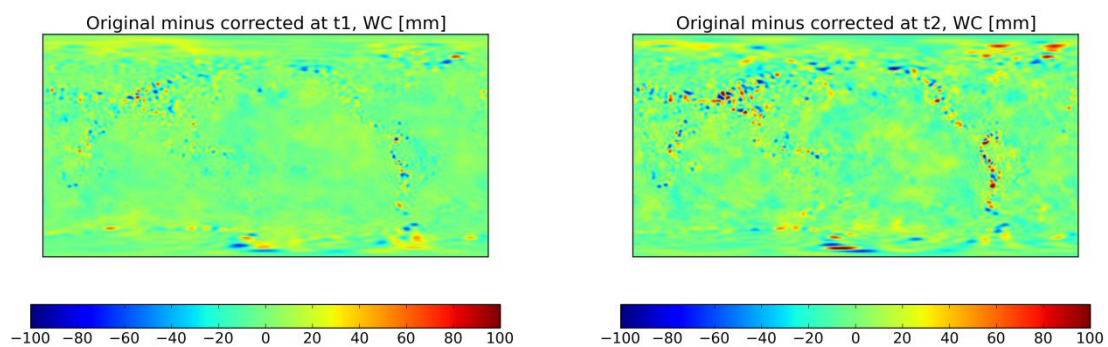 Original minus corrected at t1, WC [mm]
−100 −80 −60 −40 −20 0 20 40 60 80 100
Original minus corrected at t2, WC [mm]
−100 −80 −60 −40 −20 0 20 40 60 80 100